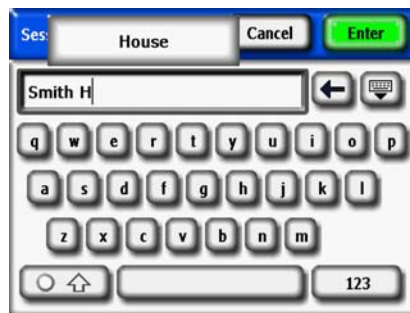 Ses
House
Cancel
Enter
Smith H
q w e r t y u i o p
a s d f g h j k l
z x c v b n m
123